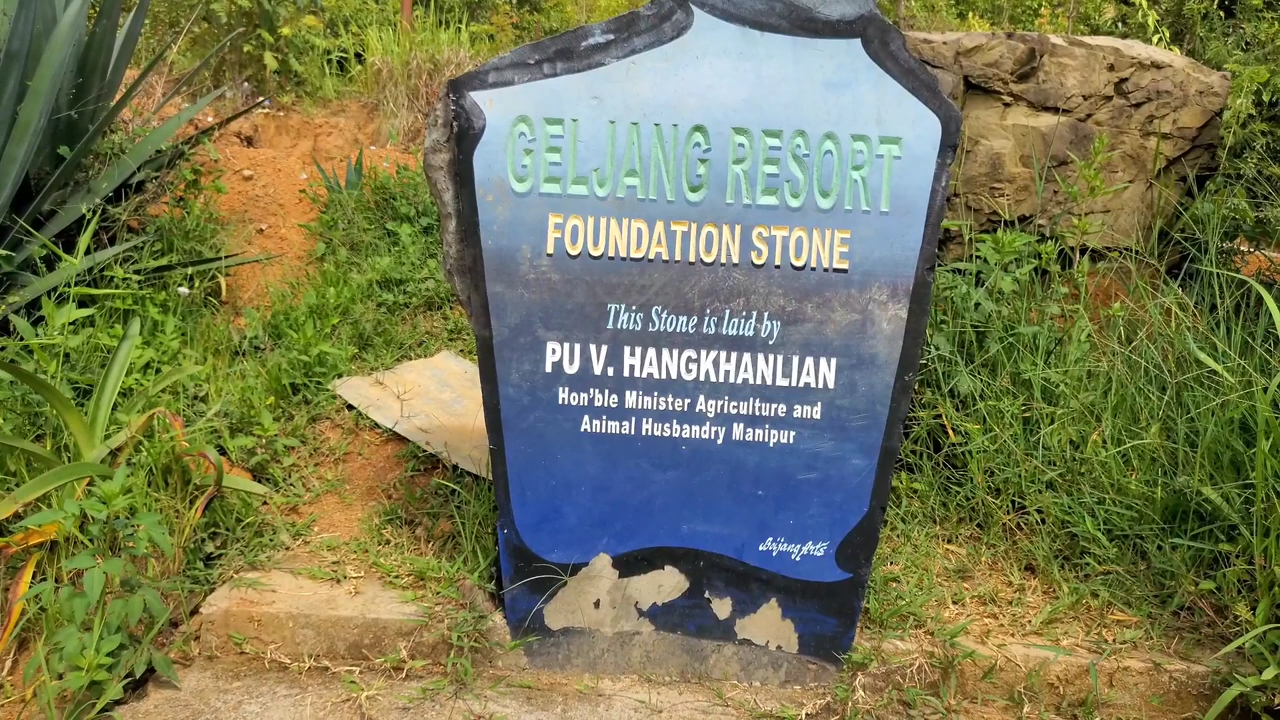 GELJANG RESORT
FOUNDATION STONE
This Stone is laid by
PU V. HANGKHANLIAN
Hon'ble Minister Agriculture and
Animal Husbandry Manipur
Boijang Arts